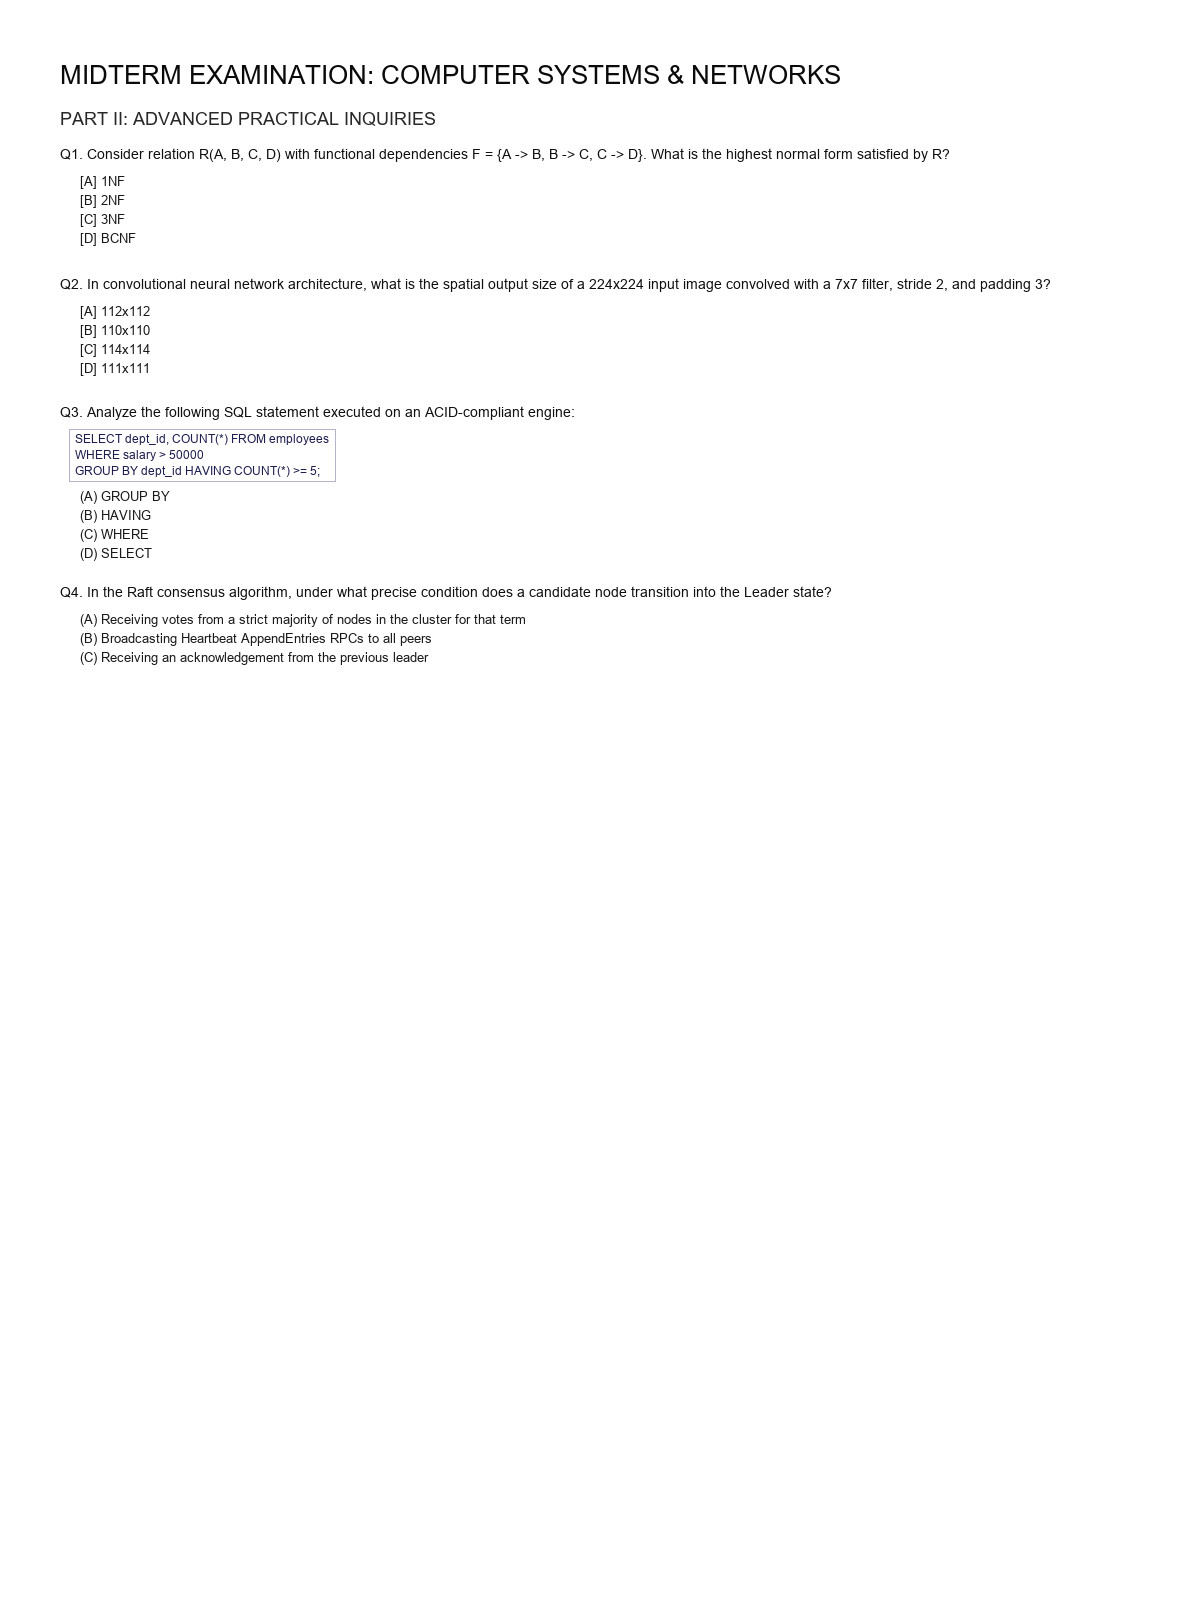 MIDTERM EXAMINATION: COMPUTER SYSTEMS & NETWORKS
PART II: ADVANCED PRACTICAL INQUIRIES
Q1. Consider relation R(A, B, C, D) with functional dependencies F = {A -> B, B -> C, C -> D}. What is the highest normal form satisfied by R?
[A] 1NF
[B] 2NF
[C] 3NF
[D] BCNF
Q2. In convolutional neural network architecture, what is the spatial output size of a 224x224 input image convolved with a 7x7 filter, stride 2, and padding 3?
[A] 112x112
[B] 110x110
[C] 114x114
[D] 111x111
Q3. Analyze the following SQL statement executed on an ACID-compliant engine:
SELECT dept_id, COUNT(*) FROM employees
WHERE salary > 50000
GROUP BY dept_id HAVING COUNT(*) >= 5;
(A) GROUP BY
(B) HAVING
(C) WHERE
(D) SELECT
Q4. In the Raft consensus algorithm, under what precise condition does a candidate node transition into the Leader state?
(A) Receiving votes from a strict majority of nodes in the cluster for that term
(B) Broadcasting Heartbeat AppendEntries RPCs to all peers
(C) Receiving an acknowledgement from the previous leader